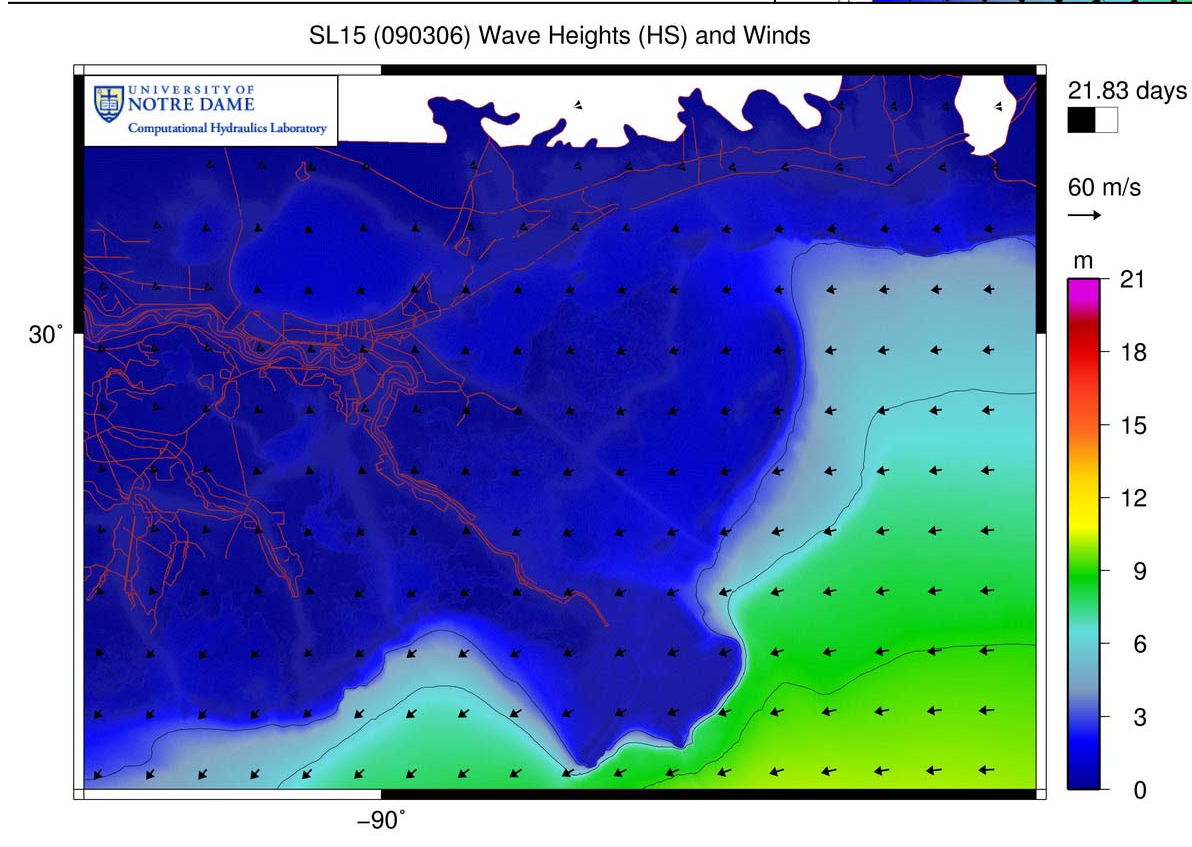 SL15 (090306) Wave Heights (HS) and Winds
UNIVERSITY OF
NOTRE DAME
Computational Hydraulics Laboratory
21.83 days
60 m/s
m
21
18
15
12
9
6
3
0
30°
−90°